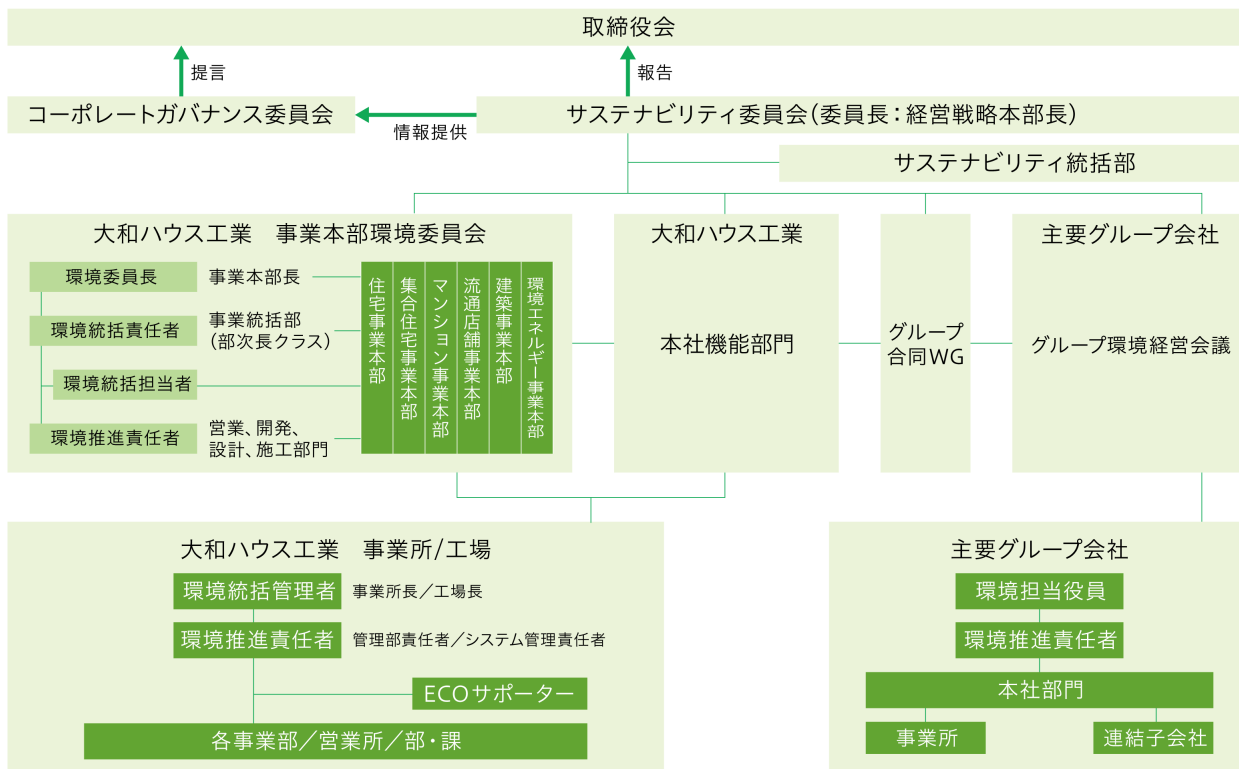 取締役会
提言
報告
コーポレートガバナンス委員会
情報提供
サステナビリティ委員会(委員長:経営戦略本部長)
サステナビリティ統括部
大和ハウス工業　事業本部環境委員会
環境委員長
事業本部長
環境統括責任者
事業統括部
(部次長クラス)
環境統括担当者
環境推進責任者
営業、開発、
設計、施工部門
住宅事業本部
集合住宅事業本部
マンション事業本部
流通店舗事業本部
建築事業本部
環境エネルギー事業本部
大和ハウス工業
本社機能部門
グループ
合同WG
主要グループ会社
グループ環境経営会議
大和ハウス工業　事業所/工場
環境統括管理者
事業所長/工場長
環境推進責任者
管理部責任者/システム管理責任者
ECOサポーター
各事業部/営業所/部・課
主要グループ会社
環境担当役員
環境推進責任者
本社部門
事業所
連結子会社